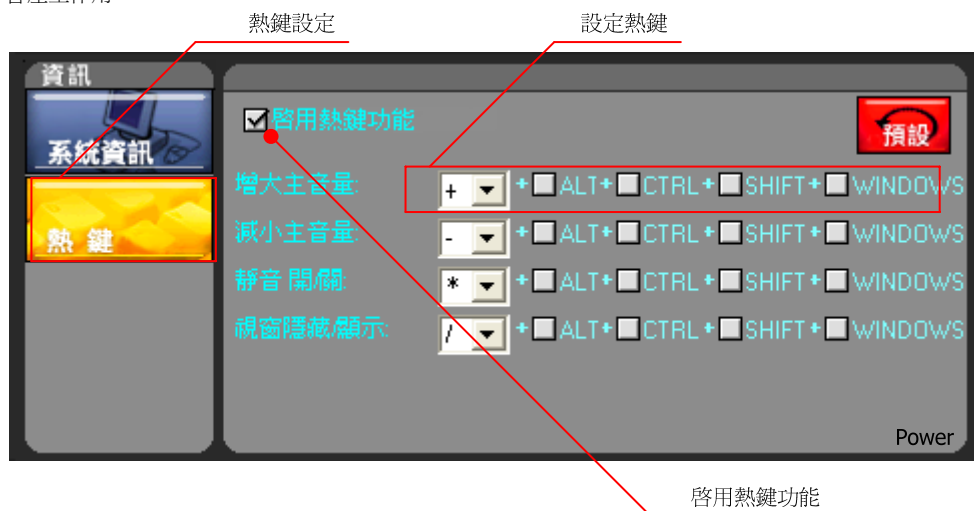 熱鍵設定 設定熱鍵
資訊
系統資訊
熱 鍵
啓用熱鍵功能
預設
增大主音量: + +ALT+CTRL+SHIFT+WINDOWS
減小主音量: - +ALT+CTRL+SHIFT+WINDOWS
靜音 開/關: * +ALT+CTRL+SHIFT+WINDOWS
視窗隱藏/顯示: / +ALT+CTRL+SHIFT+WINDOWS
Power
啓用熱鍵功能